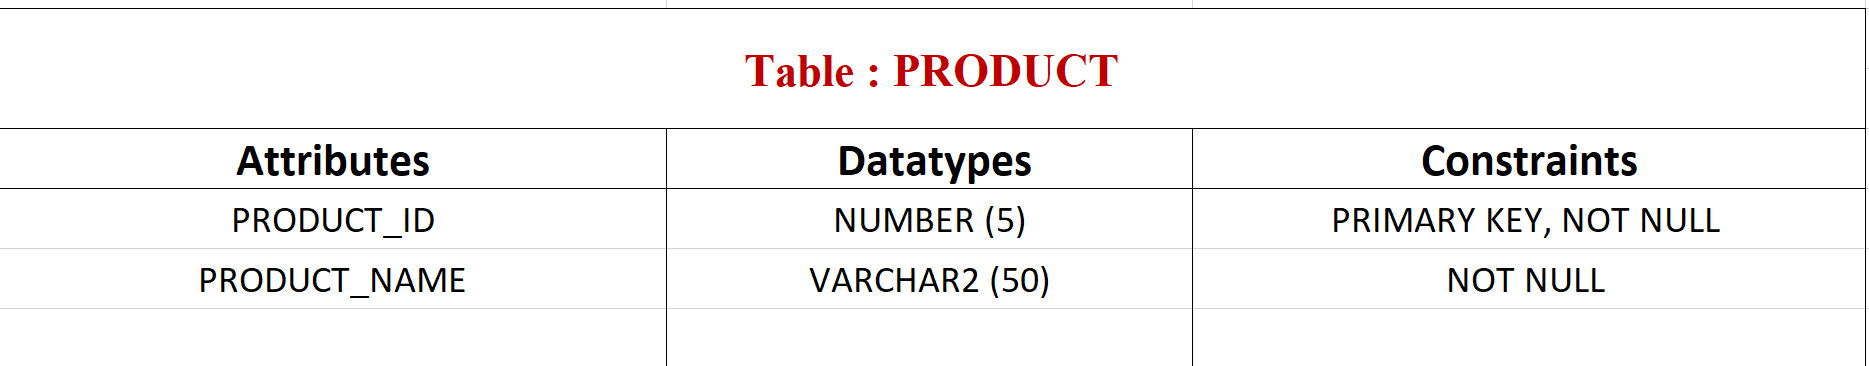 Table : PRODUCT
Attributes Datatypes Constraints
PRODUCT_ID NUMBER (5) PRIMARY KEY, NOT NULL
PRODUCT_NAME VARCHAR2 (50) NOT NULL